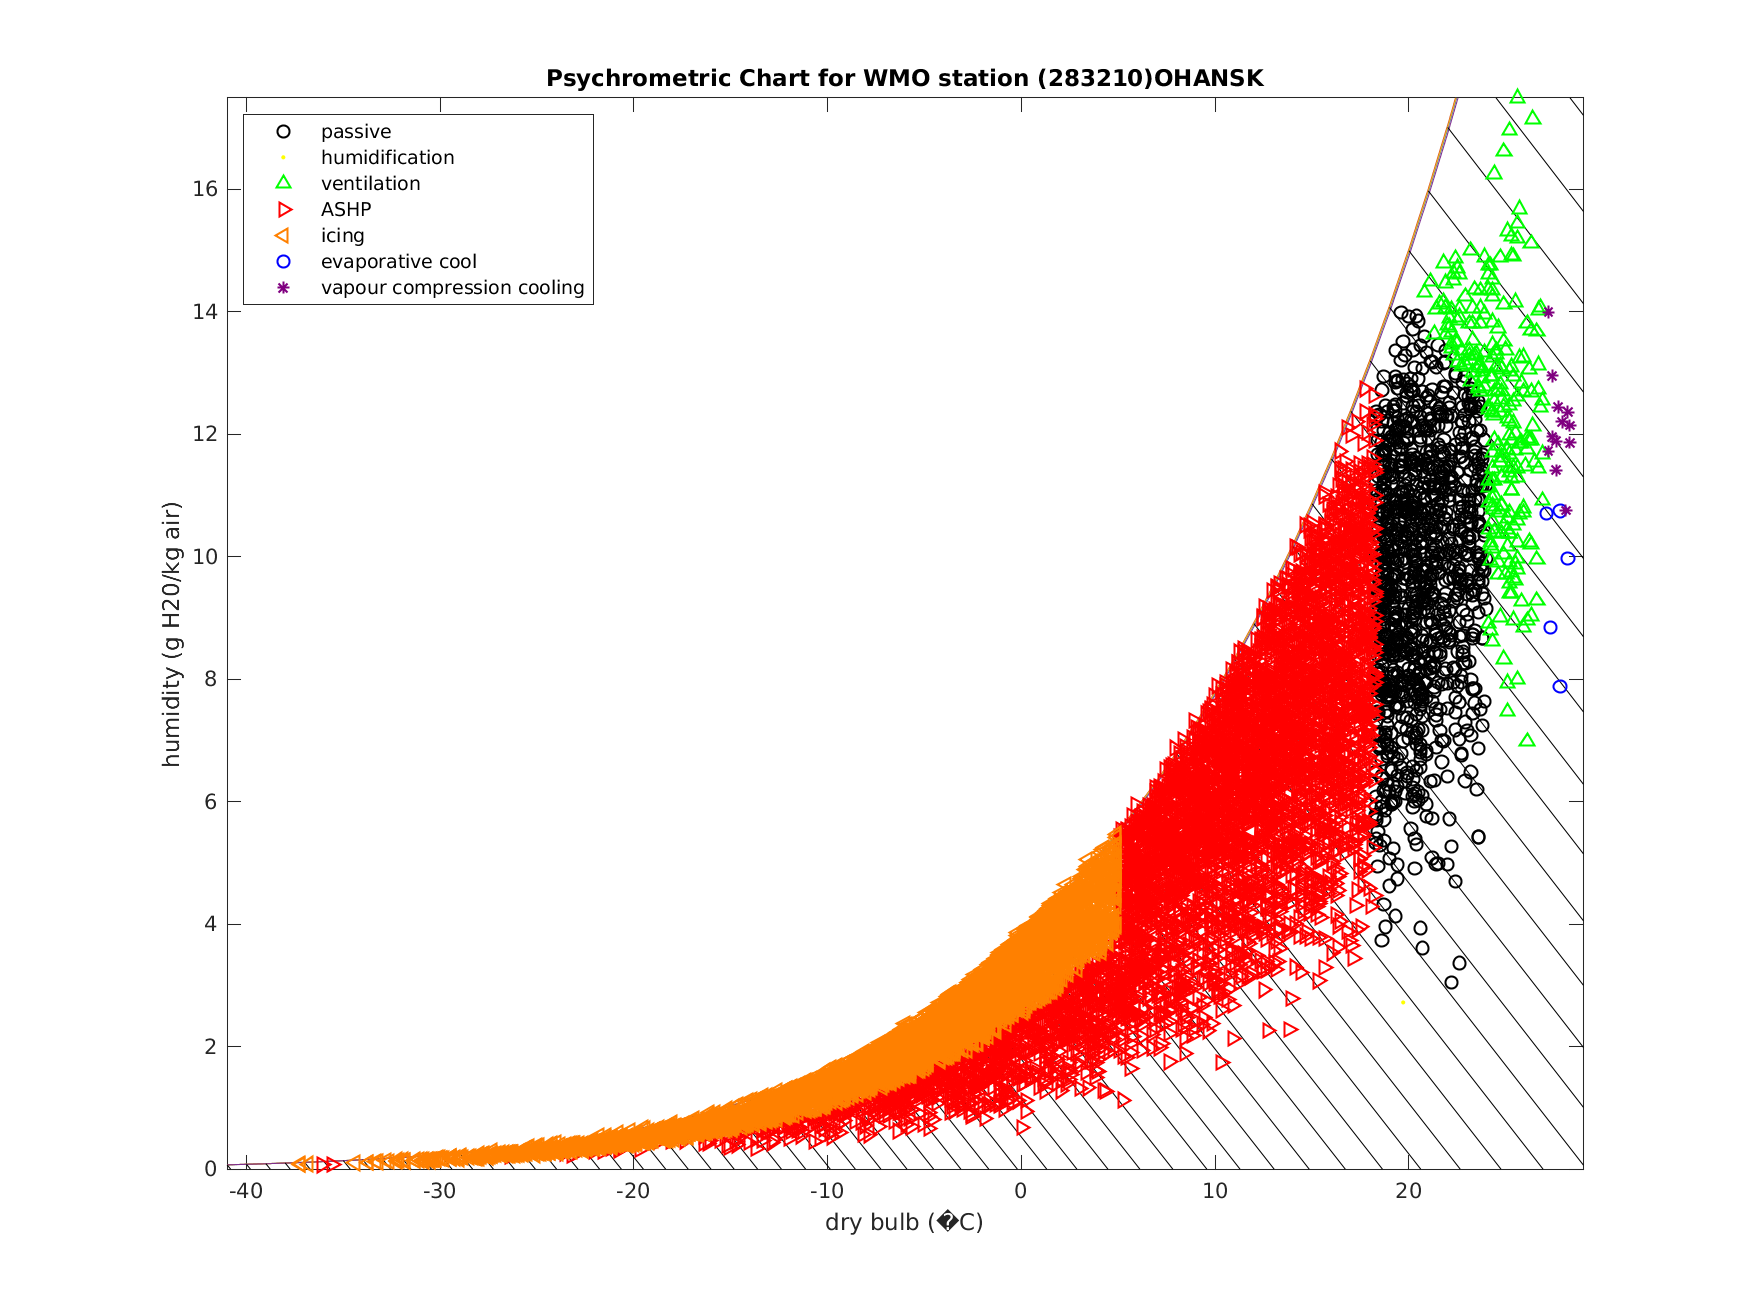 Psychrometric Chart for WMO station (283210)OHANSK
passive
humidification
ventilation
ASHP
icing
evaporative cool
vapour compression cooling
humidity (g H20/kg air)
16
14
12
10
8
6
4
2
0
-40 -30 -20 -10 0 10 20
dry bulb (�C)